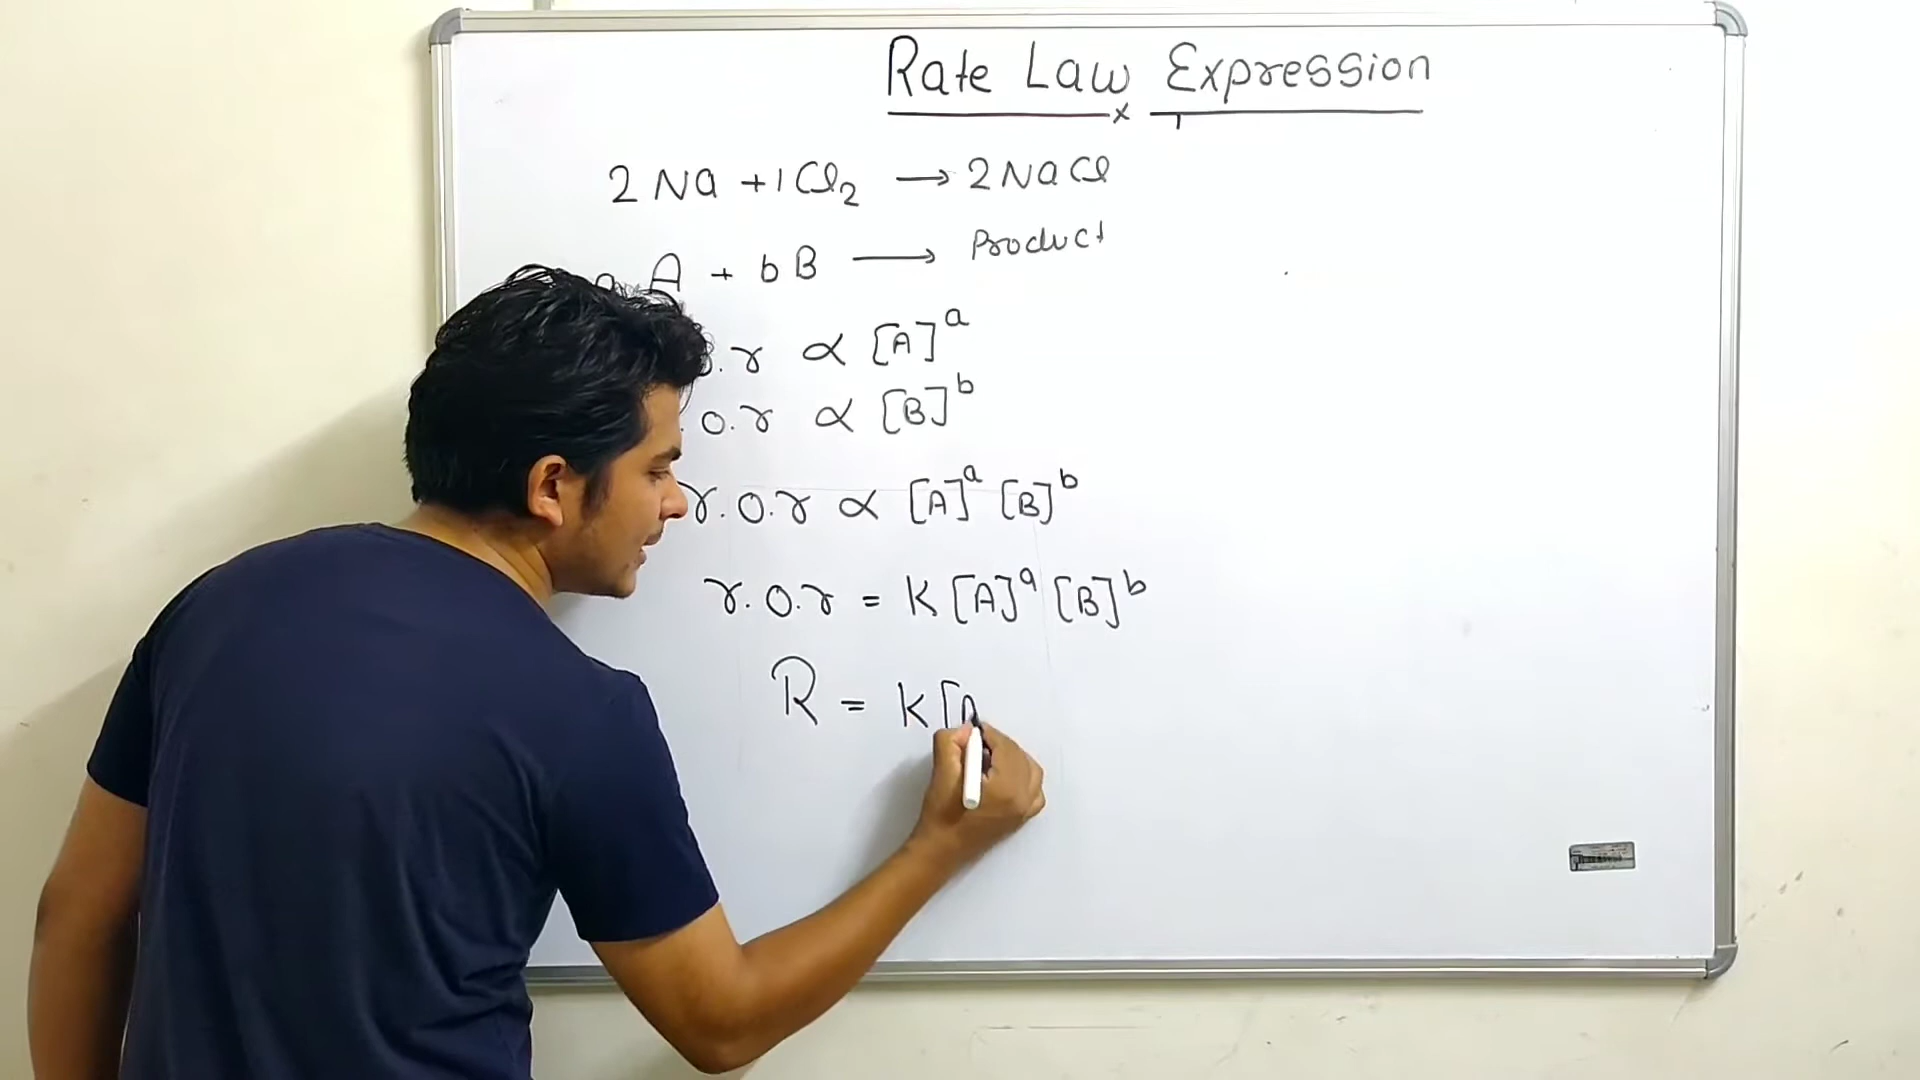 Rate Law Expression
2 Na + 1 Cl₂ → 2 NaCl
A + b B → Product
. r ∝ [A]ᵃ
. o. r ∝ [B]ᵇ
r. o. r ∝ [A]ᵃ [B]ᵇ
r. o. r = K [A]ᵃ [B]ᵇ
R = K [A